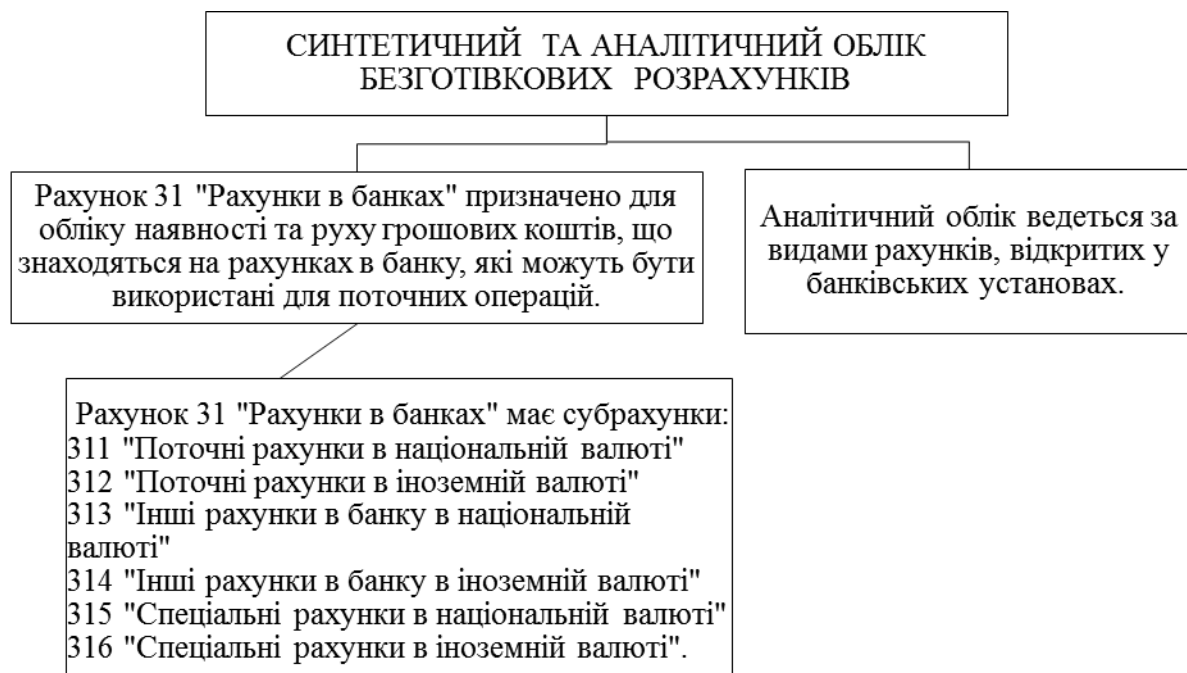 СИНТЕТИЧНИЙ ТА АНАЛІТИЧНИЙ ОБЛІК
БЕЗГОТІВКОВИХ РОЗРАХУНКІВ
Рахунок 31 "Рахунки в банках" призначено для
обліку наявності та руху грошових коштів, що
знаходяться на рахунках в банку, які можуть бути
використані для поточних операцій.
Аналітичний облік ведеться за
видами рахунків, відкритих у
банківських установах.
Рахунок 31 "Рахунки в банках" має субрахунки:
311 "Поточні рахунки в національній валюті"
312 "Поточні рахунки в іноземній валюті"
313 "Інші рахунки в банку в національній
валюті"
314 "Інші рахунки в банку в іноземній валюті"
315 "Спеціальні рахунки в національній валюті"
316 "Спеціальні рахунки в іноземній валюті".